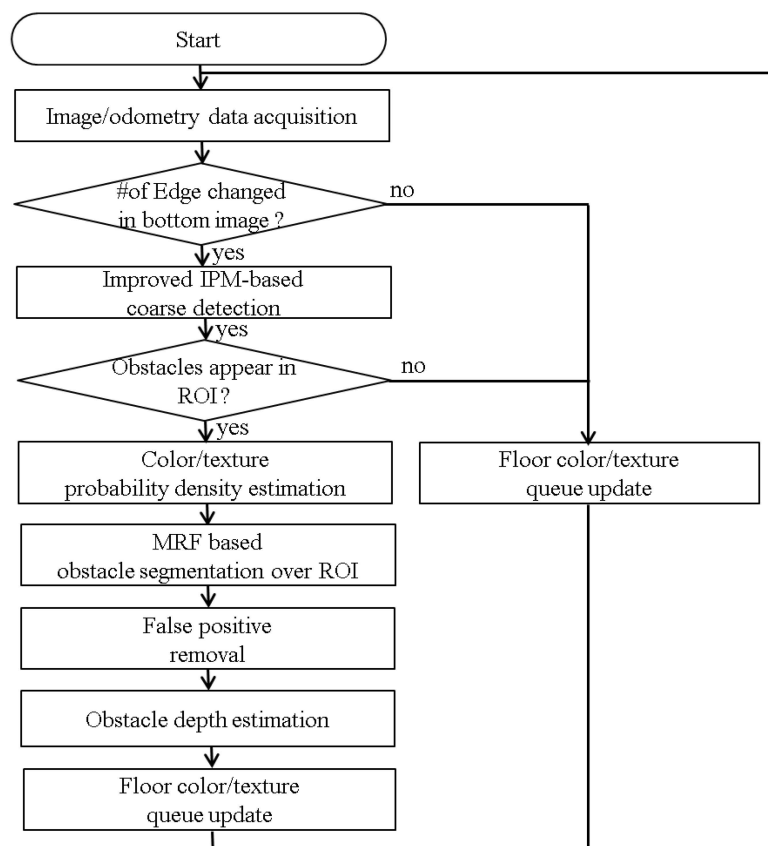 Start
Image/odometry data acquisition
#of Edge changed
in bottom image ?
no
yes
Improved IPM-based
coarse detection
yes
Obstacles appear in
ROI?
no
yes
Color/texture
probability density estimation
Floor color/texture
queue update
MRF based
obstacle segmentation over ROI
False positive
removal
Obstacle depth estimation
Floor color/texture
queue update